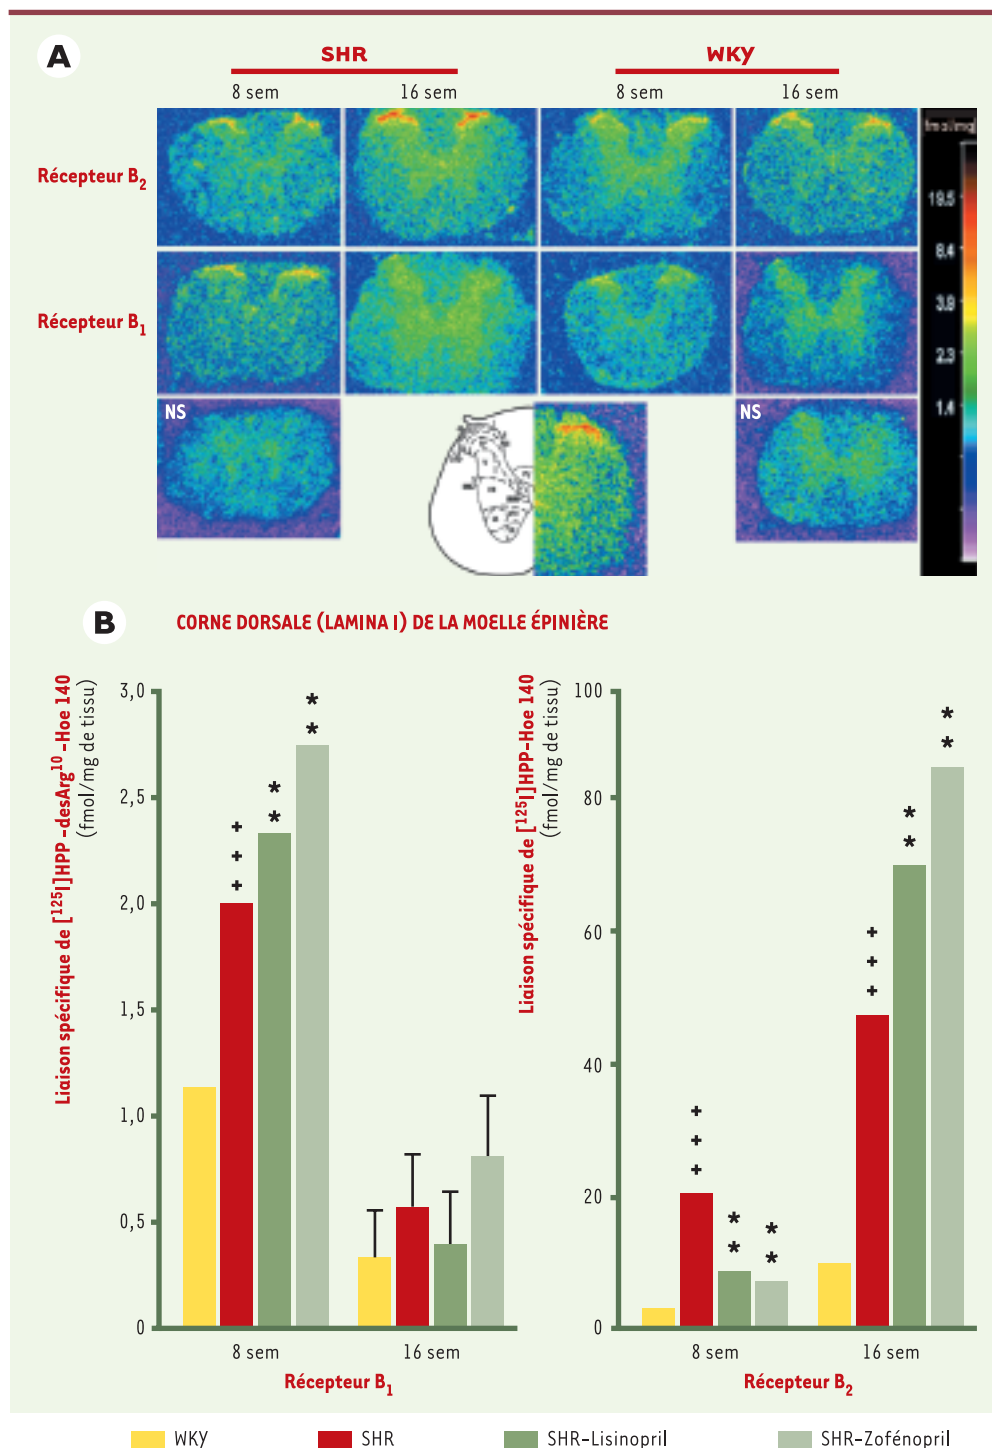 A
SHR
WKY
8 sem
16 sem
8 sem
16 sem
Récepteur B2
Récepteur B1
NS
NS
fmol/mg
19.5
8.4
3.9
2.3
1.4
B
CORNE DORSALE (LAMINA I) DE LA MOELLE ÉPINIÈRE
Liaison spécifique de [125I]HPP-desArg10-Hoe 140
(fmol/mg de tissu)
3,0
2,5
2,0
1,5
1,0
0,5
0
+
+
+
*
*
*
*
8 sem
16 sem
Récepteur B1
Liaison spécifique de [125I]HPP-Hoe 140
(fmol/mg de tissu)
100
80
60
40
20
0
+
+
+
*
*
*
*
+
+
+
*
*
*
*
8 sem
16 sem
Récepteur B2
WKY
SHR
SHR-Lisinopril
SHR-Zofénopril